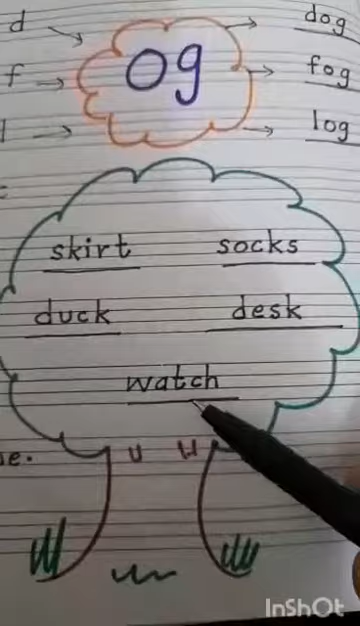 d dog
f og fog
l log
skirt socks
duck desk
watch
e.
InShOt